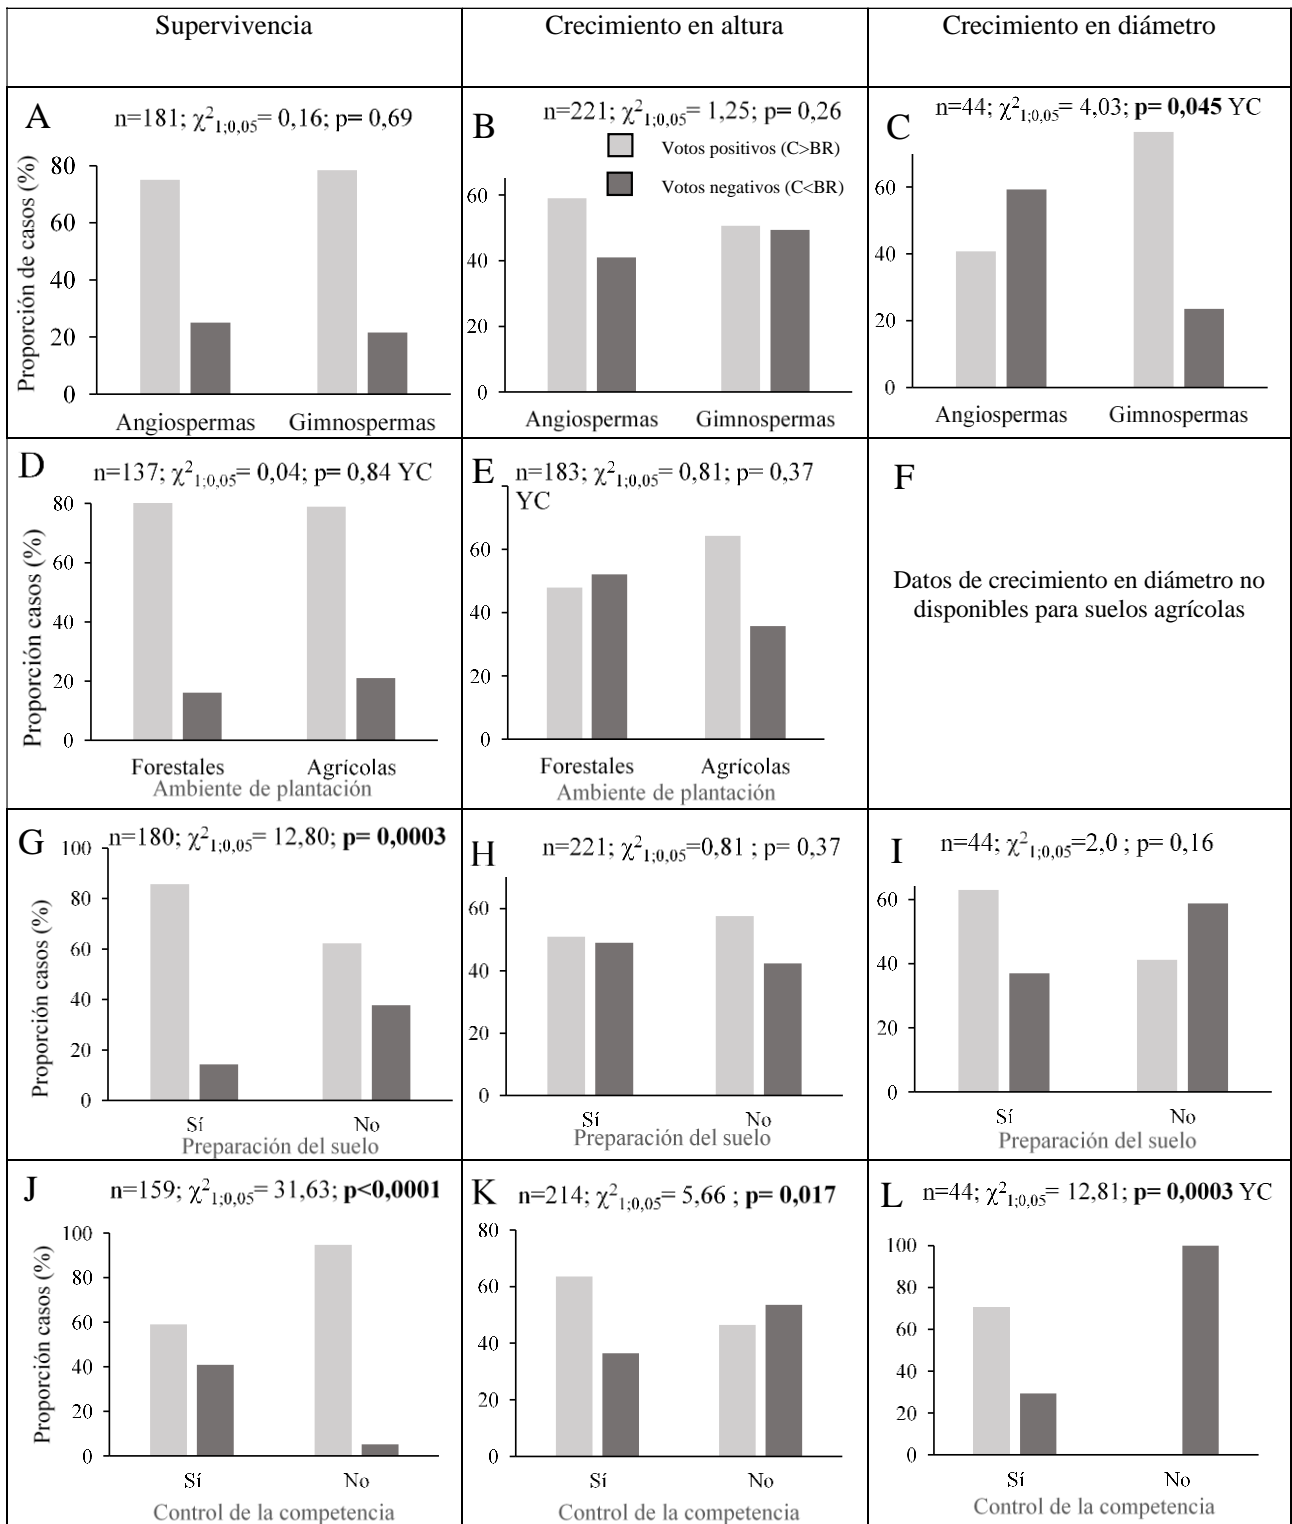 Supervivencia
Crecimiento en altura
Crecimiento en diámetro
A
n=181; χ²1;0,05= 0,16; p= 0,69
Proporción de casos (%)
80
60
40
20
0
Angiospermas
Gimnospermas
B
n=221; χ²1;0,05= 1,25; p= 0,26
Votos positivos (C>BR)
Votos negativos (C<BR)
60
40
20
0
Angiospermas
Gimnospermas
C
n=44; χ²1;0,05= 4,03; p= 0,045 YC
60
40
20
0
Angiospermas
Gimnospermas
D
n=137; χ²1;0,05= 0,04; p= 0,84 YC
Proporción casos (%)
80
60
40
20
0
Forestales
Agrícolas
Ambiente de plantación
E
n=183; χ²1;0,05= 0,81; p= 0,37
YC
60
40
20
0
Forestales
Agrícolas
Ambiente de plantación
F
Datos de crecimiento en diámetro no
disponibles para suelos agrícolas
G
n=180; χ²1;0,05= 12,80; p= 0,0003
Proporción casos (%)
100
80
60
40
20
0
Sí
No
Preparación del suelo
H
n=221; χ²1;0,05=0,81 ; p= 0,37
60
40
20
0
Sí
No
Preparación del suelo
I
n=44; χ²1;0,05=2,0 ; p= 0,16
60
40
20
0
Sí
No
Preparación del suelo
J
n=159; χ²1;0,05= 31,63; p<0,0001
Proporción casos (%)
100
80
60
40
20
0
Sí
No
Control de la competencia
K
n=214; χ²1;0,05= 5,66 ; p= 0,017
80
60
40
20
0
Sí
No
Control de la competencia
L
n=44; χ²1;0,05= 12,81; p= 0,0003 YC
100
80
60
40
20
0
Sí
No
Control de la competencia